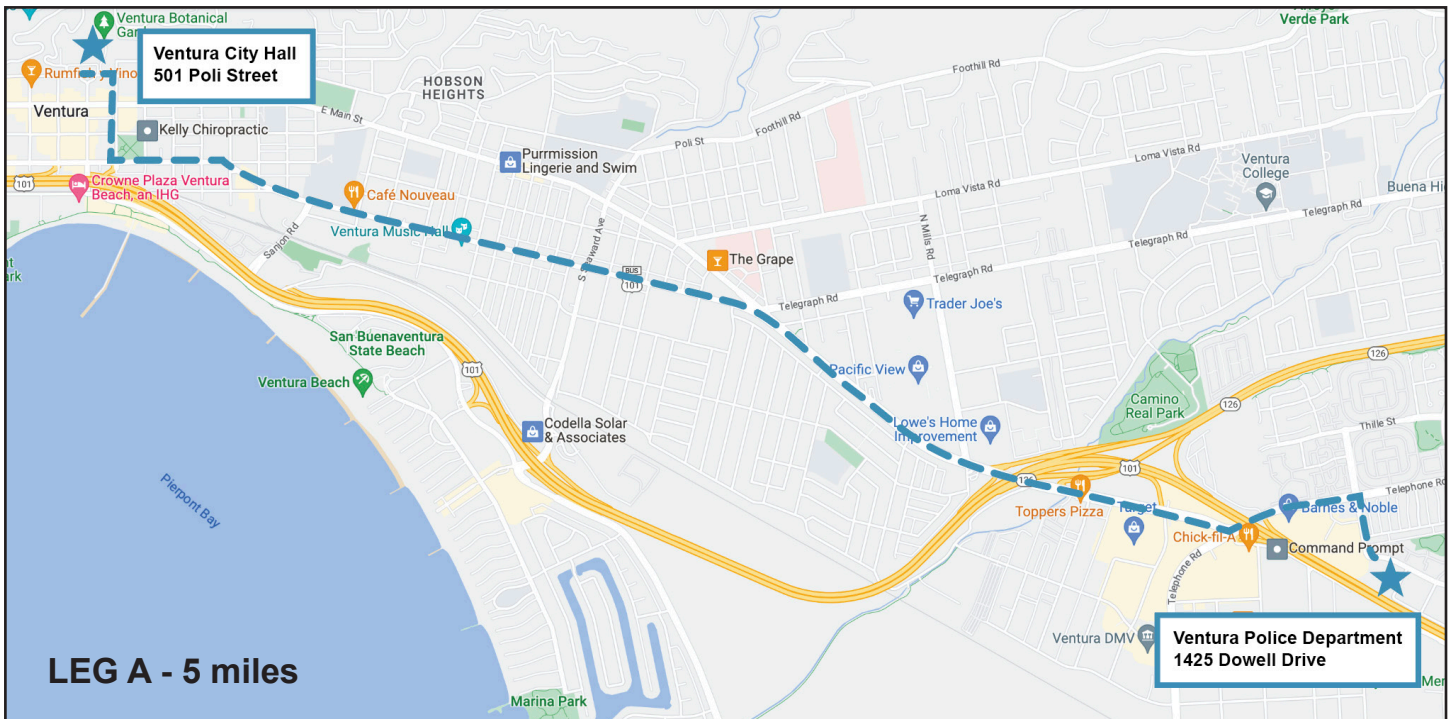 Ventura Botanical
Gar
Ventura City Hall
501 Poli Street
Verde Park
Rumfish y Vino
HOBSON
HEIGHTS
Foothill Rd
Ventura
E Main St
Kelly Chiropractic
Foothill Rd
Poli St
Purrmission
Lingerie and Swim
Loma Vista Rd
Ventura
College
101
Crowne Plaza Ventura
Beach, an IHG
Café Nouveau
Loma Vista Rd
Buena Hi
Telegraph Rd
Sanjon Rd
Ventura Music Hall
S Seaward Ave
N Mills Rd
Telegraph Rd
The Grape
BUS
101
Telegraph Rd
Trader Joe's
San Buenaventura
State Beach
101
Pacific View
126
126
Ventura Beach
Camino
Real Park
Codella Solar
& Associates
Lowe's Home
Improvement
Thille St
101
126
Pierpont Bay
Toppers Pizza
Target
Barnes & Noble
Telephone Rd
Chick-fil-A
Command Prompt
Telephone Rd
Ventura DMV
Ventura Police Department
1425 Dowell Drive
LEG A - 5 miles
Marina Park